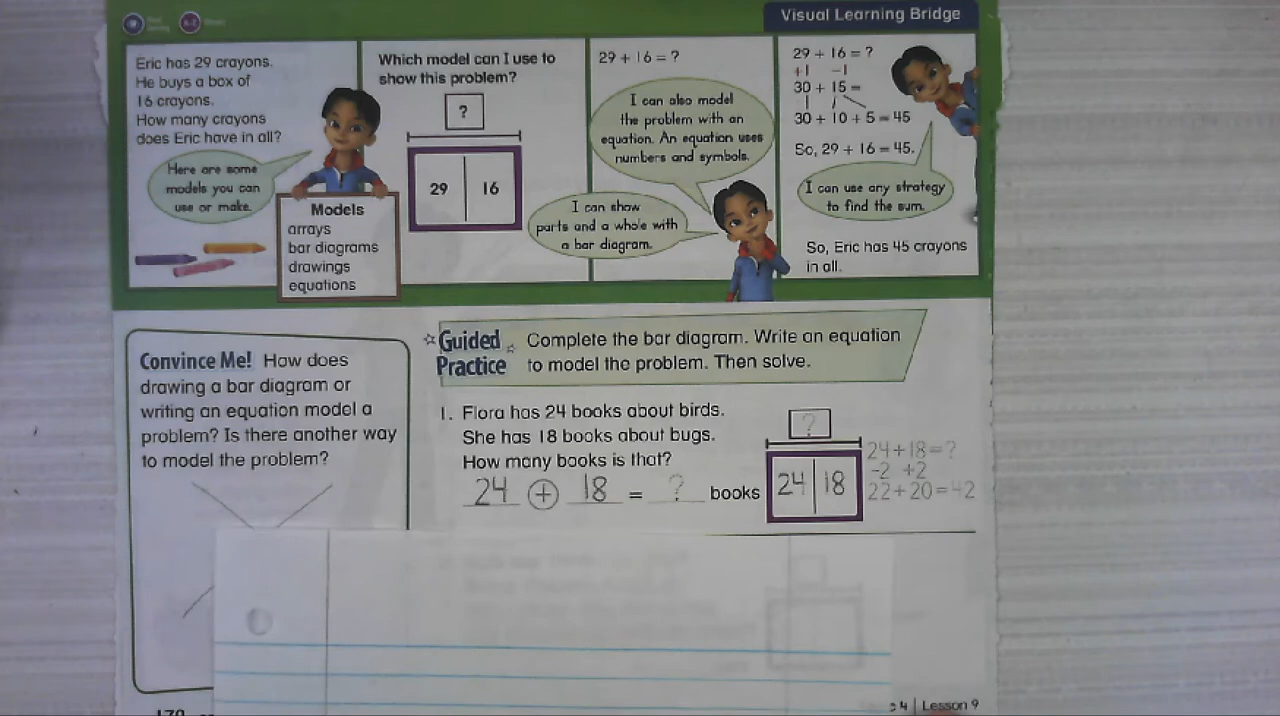 Visual Learning Bridge
Eric has 29 crayons.
He buys a box of
16 crayons.
How many crayons
does Eric have in all?
Here are some
models you can
use or make.
Models
arrays
bar diagrams
drawings
equations
Which model can I use to
show this problem?
?
29 16
I can show
parts and a whole with
a bar diagram.
29 + 16 = ?
I can also model
the problem with an
equation. An equation uses
numbers and symbols.
29 + 16 = ?
+1 -1
30 + 15 =
30 + 10 + 5 = 45
So, 29 + 16 = 45.
I can use any strategy
to find the sum.
So, Eric has 45 crayons
in all.
Convince Me! How does
drawing a bar diagram or
writing an equation model a
problem? Is there another way
to model the problem?
Guided Practice
Complete the bar diagram. Write an equation
to model the problem. Then solve.
1. Flora has 24 books about birds.
She has 18 books about bugs.
How many books is that?
24 + 18 = ? books
?
24 18
24+18=?
-2 +2
22+20=42
4 | Lesson 9